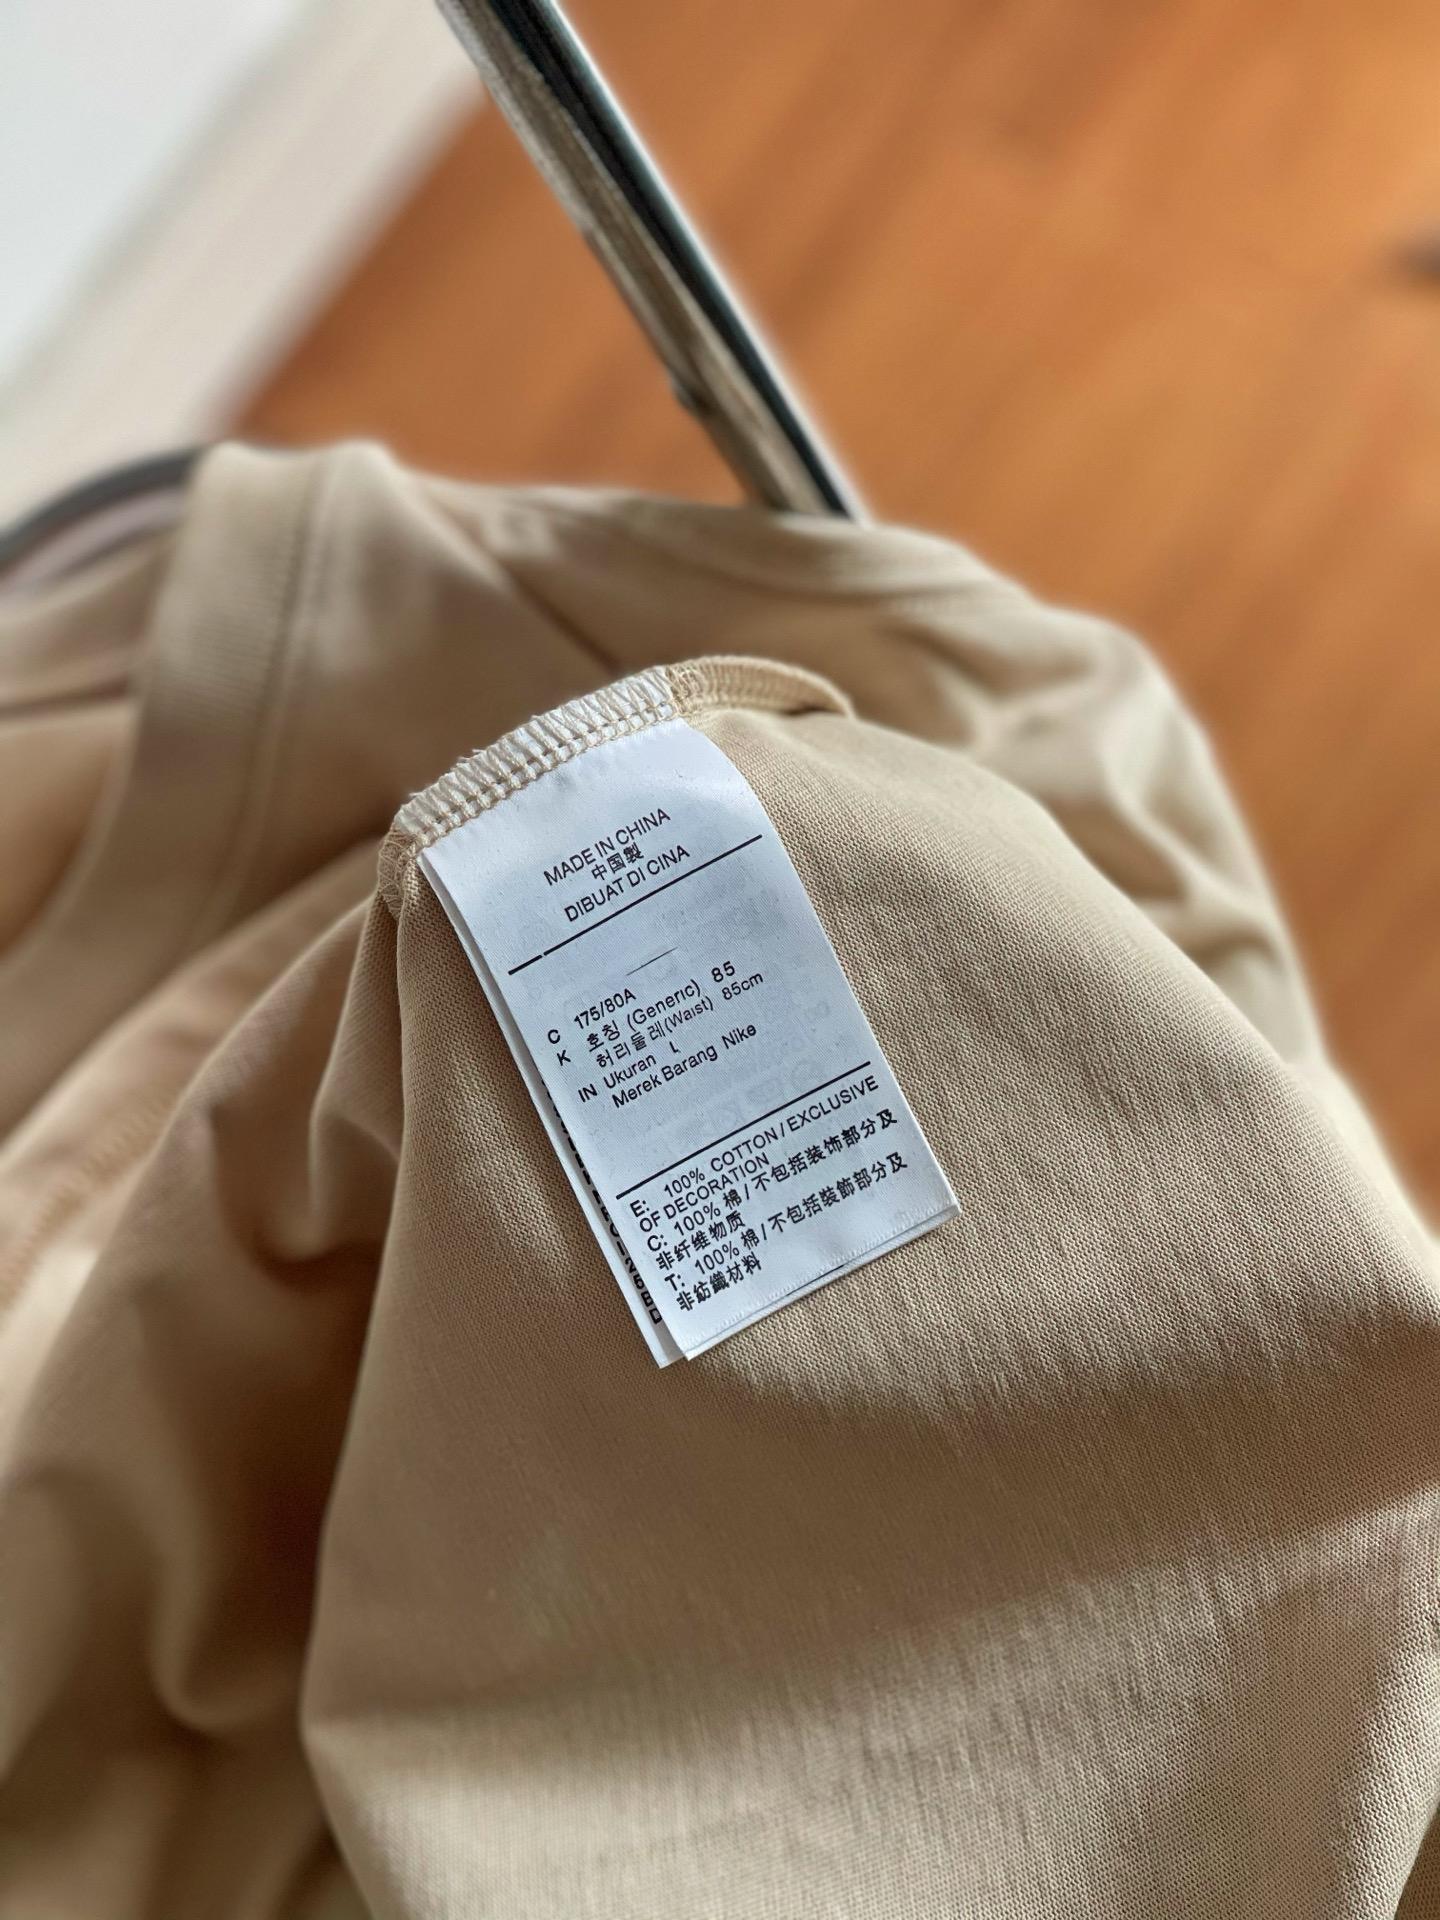 MADE IN CHINA
中国製
DIBUAT DI CINA
C 175/80A
K 호칭 (Generic) 85
허리둘레(Waist) 85cm
IN Ukuran L
Merek Barang Nike
E: 100% COTTON / EXCLUSIVE
OF DECORATION
C: 100% 棉 / 不包括装饰部分及
非纤维物质
T: 100% 棉 / 不包括裝飾部分及
非紡織材料